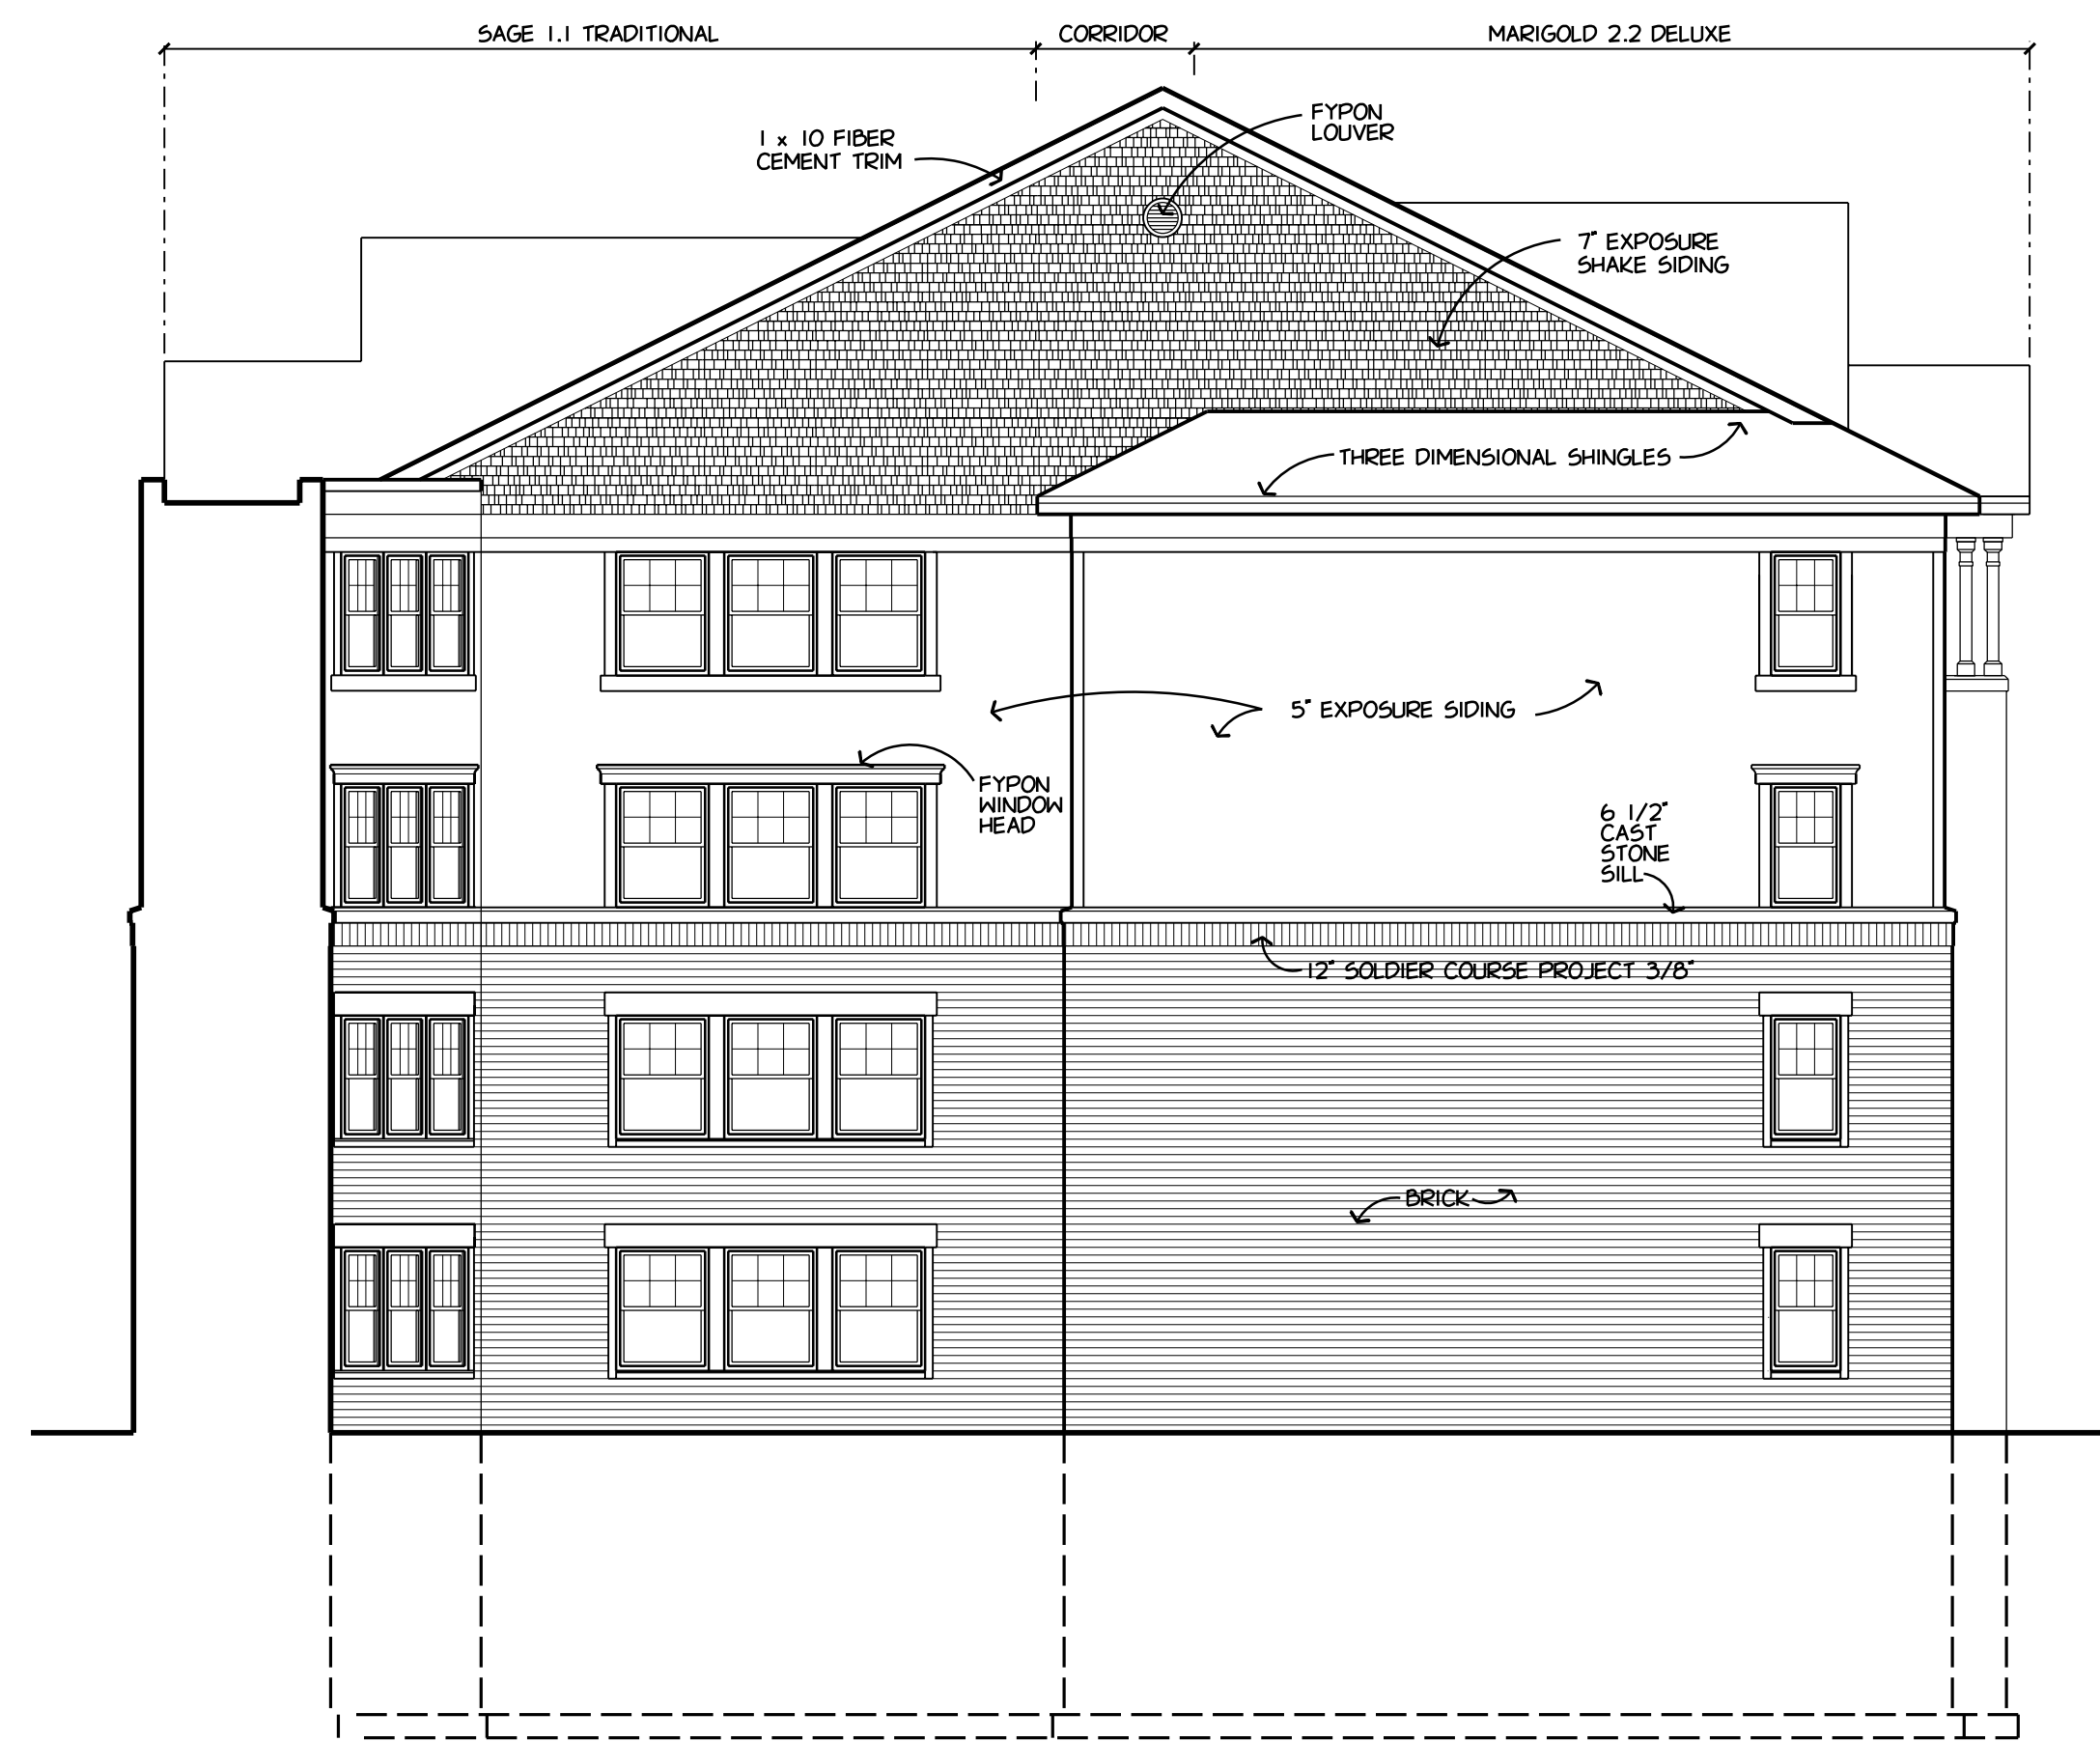 SAGE 1.1 TRADITIONAL
CORRIDOR
MARIGOLD 2.2 DELUXE
FYPON
LOUVER
1 x 10 FIBER
CEMENT TRIM
7" EXPOSURE
SHAKE SIDING
THREE DIMENSIONAL SHINGLES
5" EXPOSURE SIDING
FYPON
WINDOW
HEAD
6 1/2"
CAST
STONE
SILL
12" SOLDIER COURSE PROJECT 3/8"
BRICK